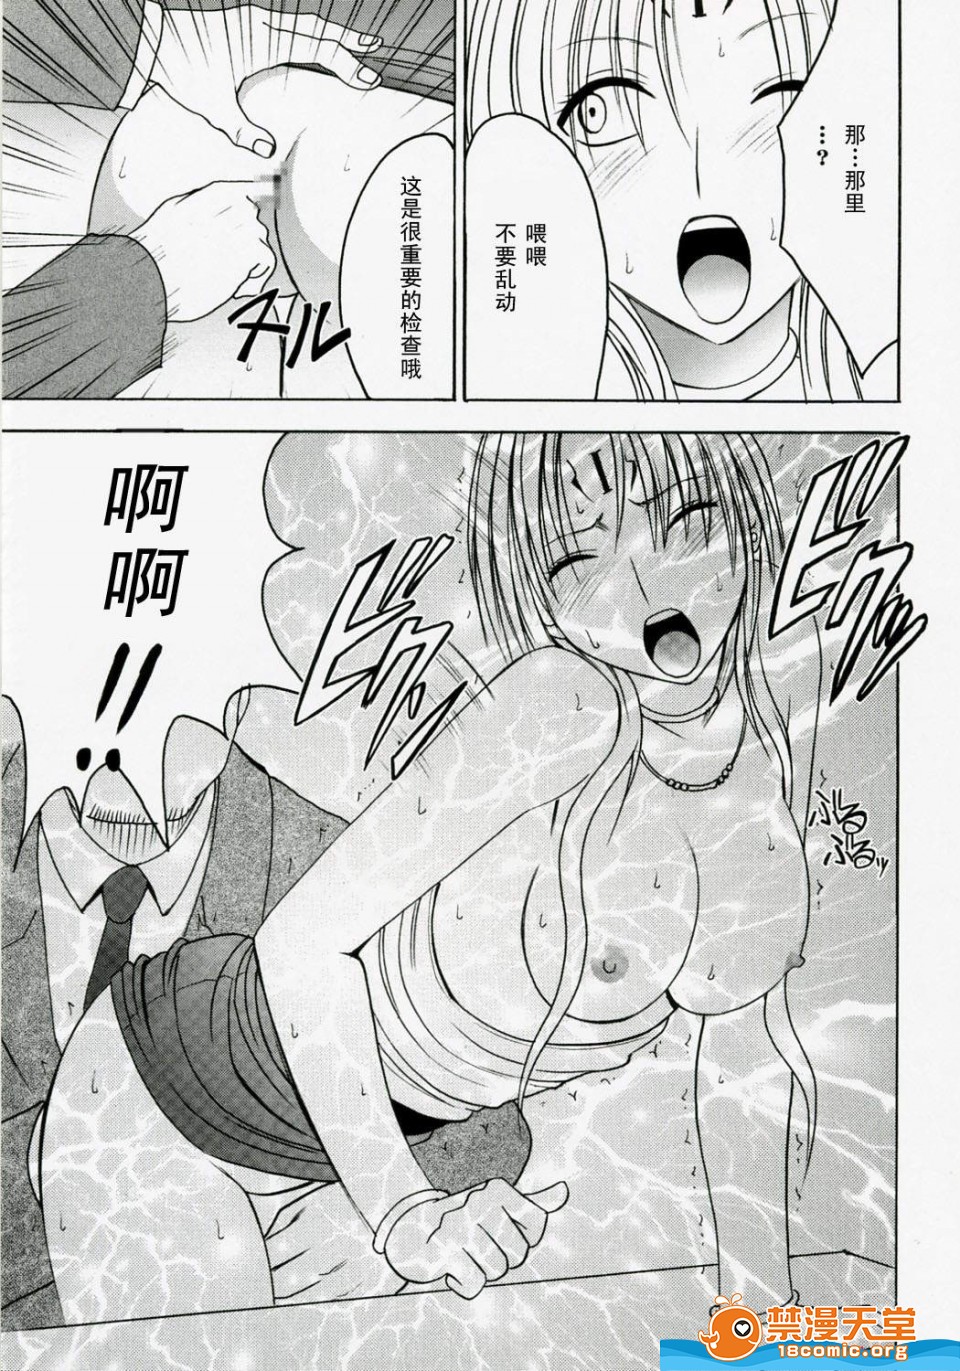 那…那里
…?
喂喂
不要乱动
这是很重要的检查哦
ヌル
ビクッ
ビクンッ
啊
啊
!!
ぷるぷるッ
禁漫天堂
18comic.org